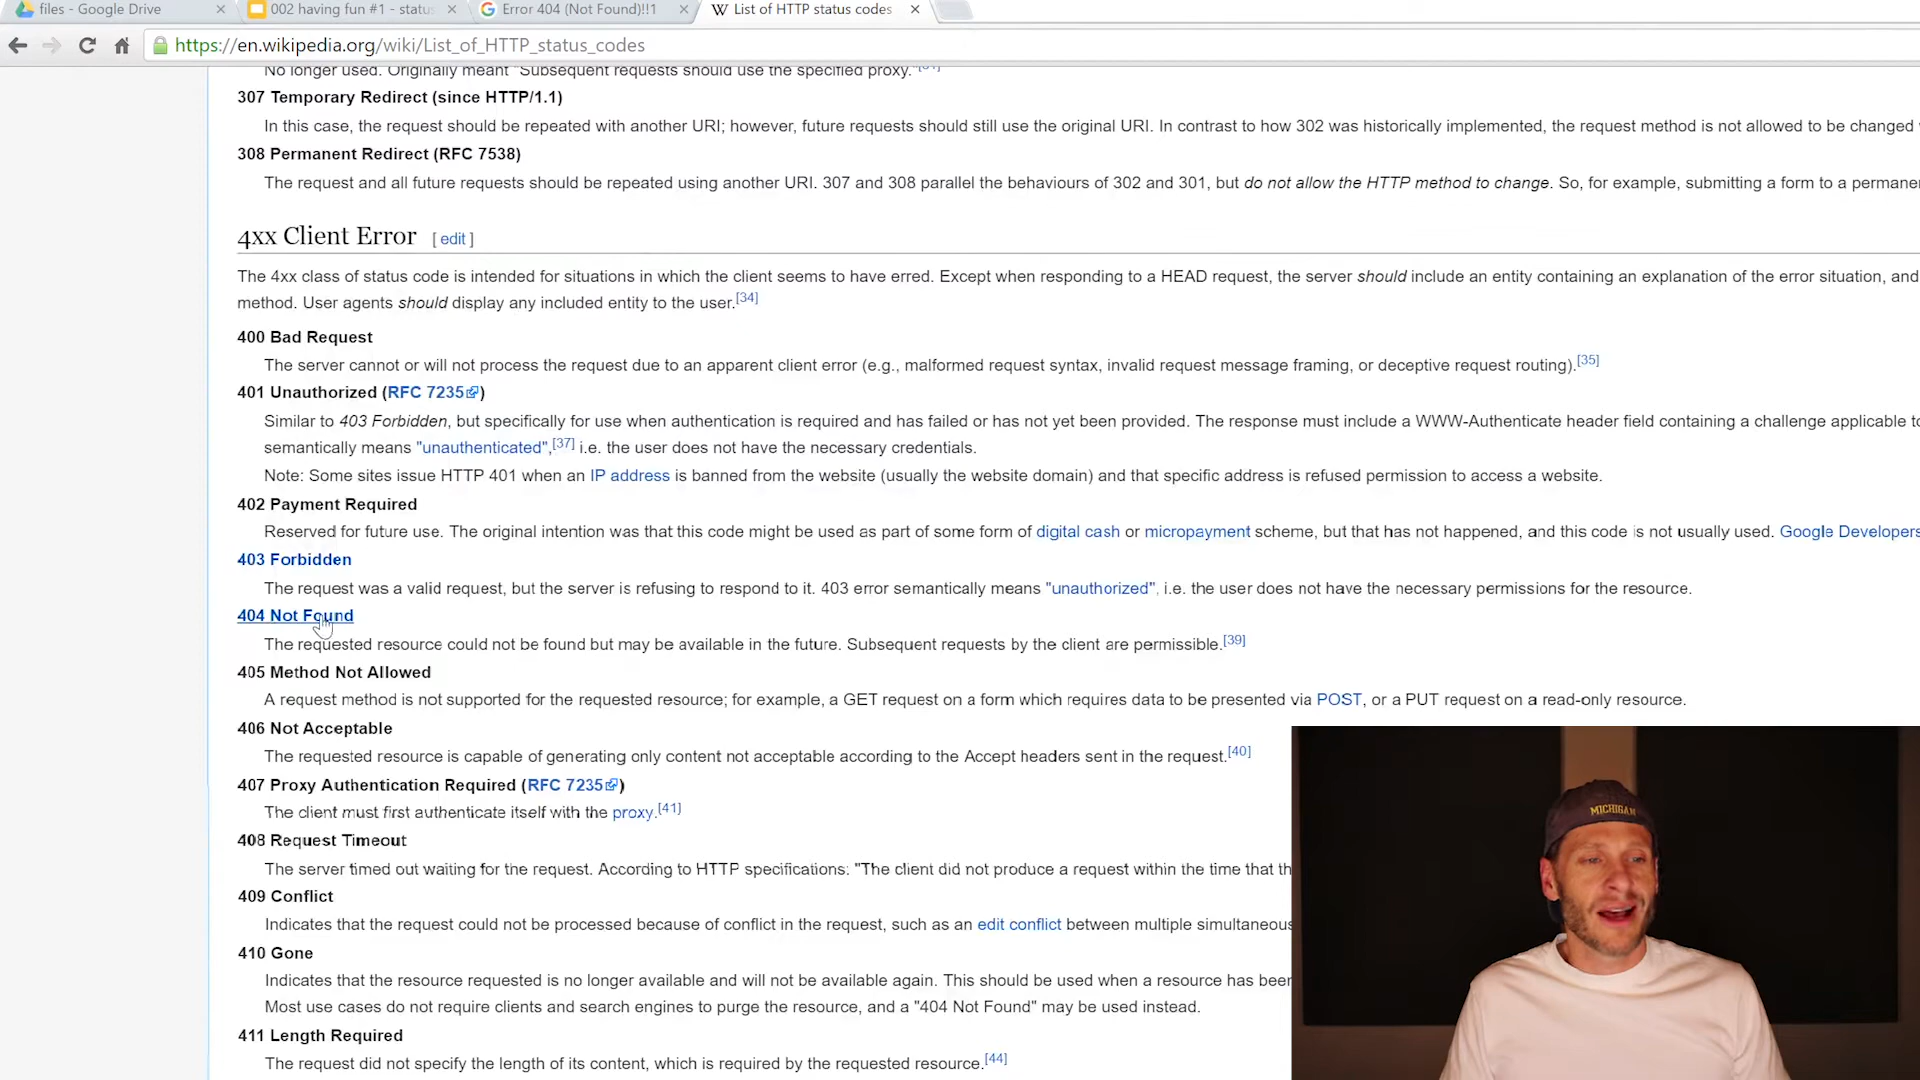 files - Google Drive
002 having fun #1 - status
Error 404 (Not Found)!!1
List of HTTP status codes
https://en.wikipedia.org/wiki/List_of_HTTP_status_codes
No longer used. Originally meant "Subsequent requests should use the specified proxy."
307 Temporary Redirect (since HTTP/1.1)
In this case, the request should be repeated with another URI; however, future requests should still use the original URI. In contrast to how 302 was historically implemented, the request method is not allowed to be changed
308 Permanent Redirect (RFC 7538)
The request and all future requests should be repeated using another URI. 307 and 308 parallel the behaviours of 302 and 301, but do not allow the HTTP method to change. So, for example, submitting a form to a
4xx Client Error [ edit ]
The 4xx class of status code is intended for situations in which the client seems to have erred. Except when responding to a HEAD request, the server should include an entity containing an explanation of the error situation, and
method. User agents should display any included entity to the user.[34]
400 Bad Request
The server cannot or will not process the request due to an apparent client error (e.g., malformed request syntax, invalid request message framing, or deceptive request routing).[35]
401 Unauthorized (RFC 7235)
Similar to 403 Forbidden, but specifically for use when authentication is required and has failed or has not yet been provided. The response must include a WWW-Authenticate header field containing a challenge applicable to
semantically means "unauthenticated",[37] i.e. the user does not have the necessary credentials.
Note: Some sites issue HTTP 401 when an IP address is banned from the website (usually the website domain) and that specific address is refused permission to access a website.
402 Payment Required
Reserved for future use. The original intention was that this code might be used as part of some form of digital cash or micropayment scheme, but that has not happened, and this code is not usually used. Google Developers
403 Forbidden
The request was a valid request, but the server is refusing to respond to it. 403 error semantically means "unauthorized", i.e. the user does not have the necessary permissions for the resource.
404 Not Found
The requested resource could not be found but may be available in the future. Subsequent requests by the client are permissible.[39]
405 Method Not Allowed
A request method is not supported for the requested resource; for example, a GET request on a form which requires data to be presented via POST, or a PUT request on a read-only resource.
406 Not Acceptable
The requested resource is capable of generating only content not acceptable according to the Accept headers sent in the request.[40]
407 Proxy Authentication Required (RFC 7235)
The client must first authenticate itself with the proxy.[41]
408 Request Timeout
The server timed out waiting for the request. According to HTTP specifications: "The client did not produce a request within the time that th
409 Conflict
Indicates that the request could not be processed because of conflict in the request, such as an edit conflict between multiple simultaneous
410 Gone
Indicates that the resource requested is no longer available and will not be available again. This should be used when a resource has been
Most use cases do not require clients and search engines to purge the resource, and a "404 Not Found" may be used instead.
411 Length Required
The request did not specify the length of its content, which is required by the requested resource.[44]
MICHIGAN